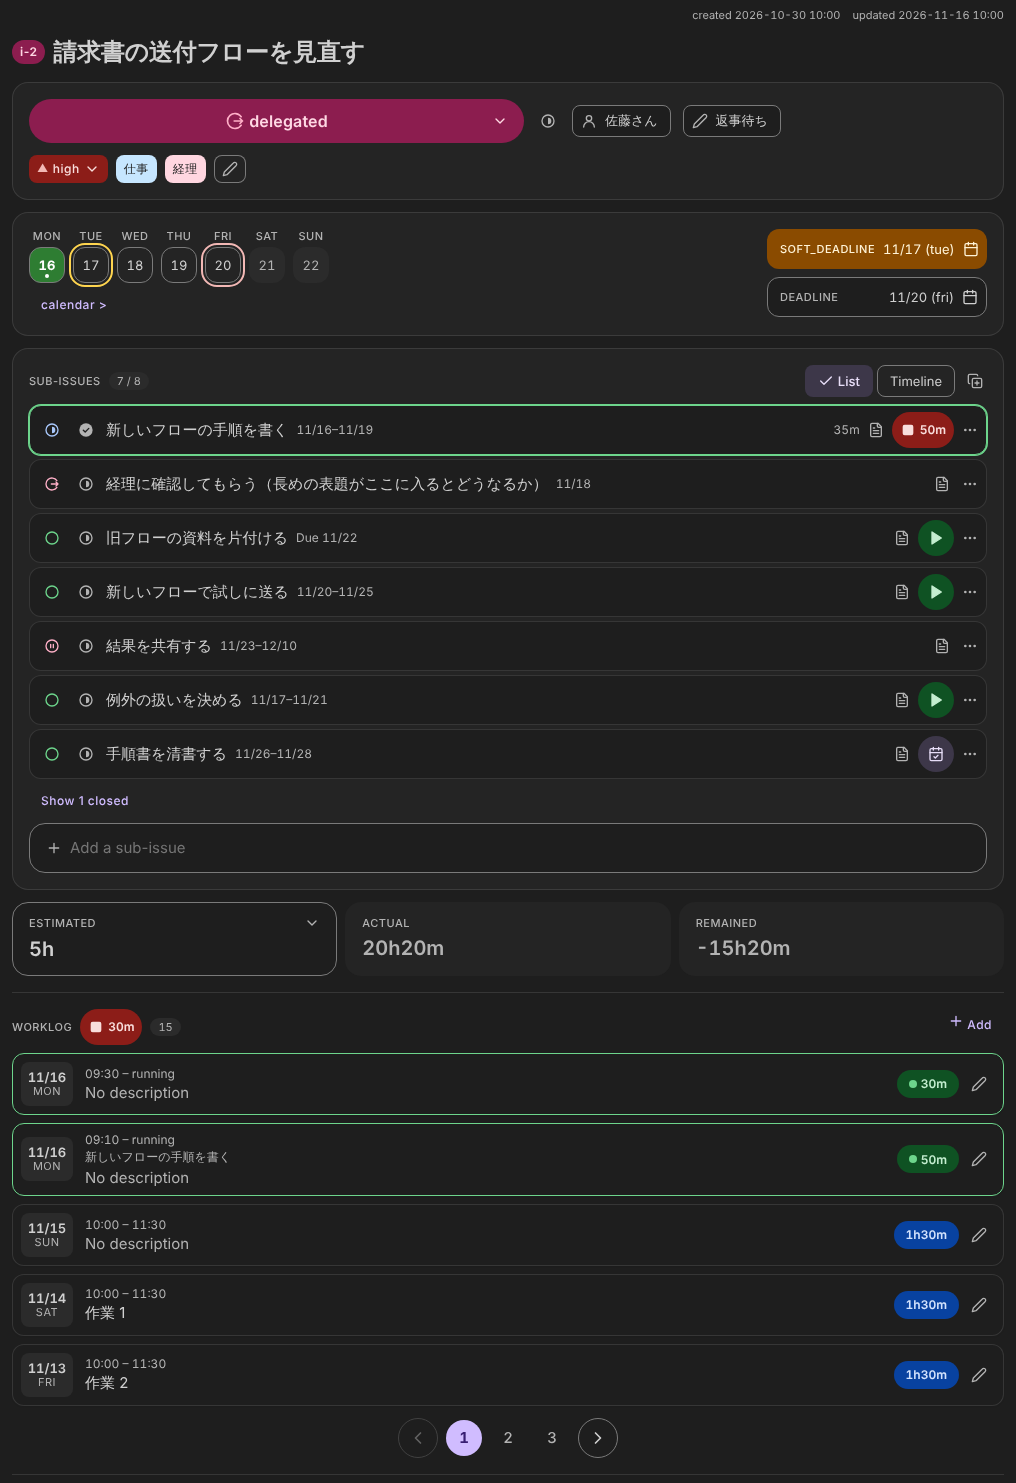 created 2026-10-30 10:00 updated 2026-11-16 10:00
i-2 請求書の送付フローを見直す
delegated 佐藤さん 返事待ち
high 仕事 経理
MON TUE WED THU FRI SAT SUN
16 17 18 19 20 21 22
calendar >
SOFT_DEADLINE 11/17 (tue)
DEADLINE 11/20 (fri)
SUB-ISSUES 7 / 8 List Timeline
新しいフローの手順を書く 11/16–11/19 35m 50m
経理に確認してもらう（長めの表題がここに入るとどうなるか） 11/18
旧フローの資料を片付ける Due 11/22
新しいフローで試しに送る 11/20–11/25
結果を共有する 11/23–12/10
例外の扱いを決める 11/17–11/21
手順書を清書する 11/26–11/28
Show 1 closed
Add a sub-issue
ESTIMATED
5h
ACTUAL
20h20m
REMAINED
-15h20m
WORKLOG 30m 15 Add
11/16 MON
09:30 – running
No description
30m
11/16 MON
09:10 – running
新しいフローの手順を書く
No description
50m
11/15 SUN
10:00 – 11:30
No description
1h30m
11/14 SAT
10:00 – 11:30
作業 1
1h30m
11/13 FRI
10:00 – 11:30
作業 2
1h30m
1 2 3